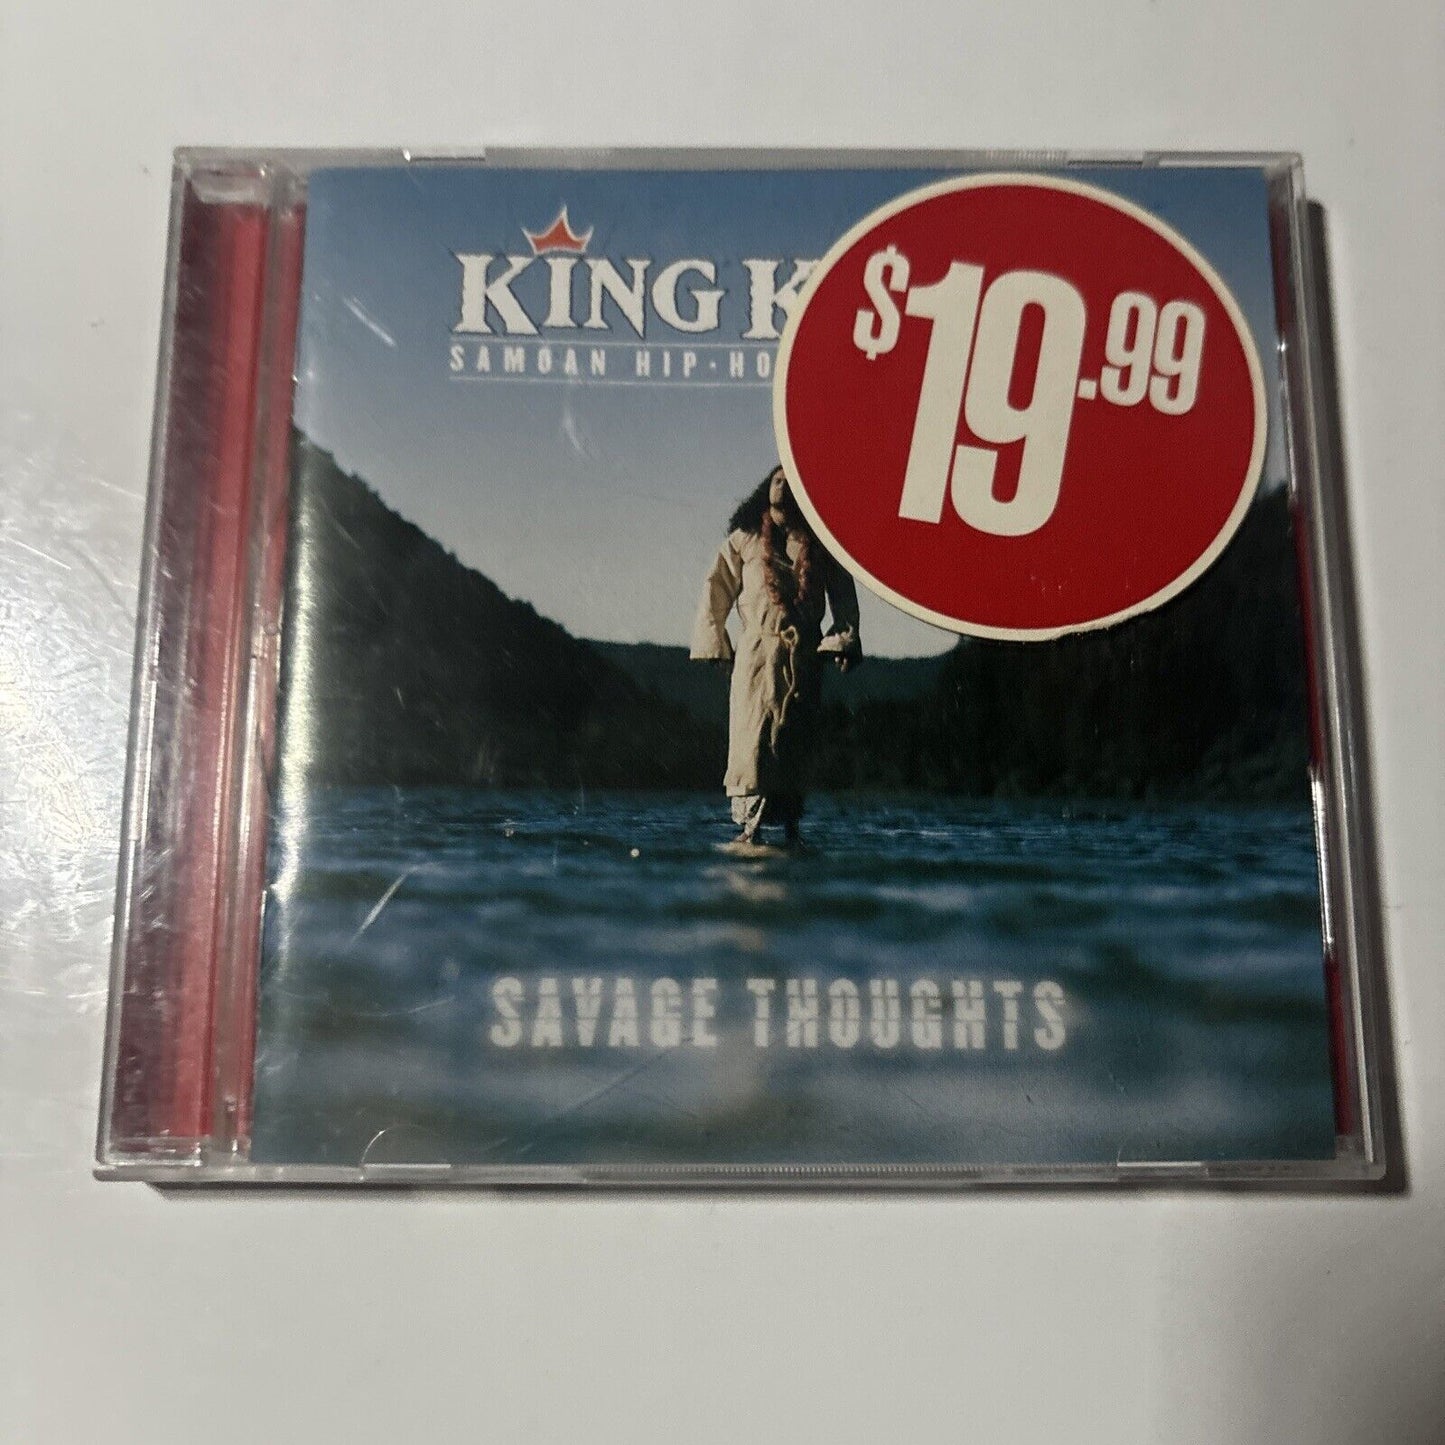 KING K
SAMOAN HIP·HO
$19.99
SAVAGE THOUGHTS